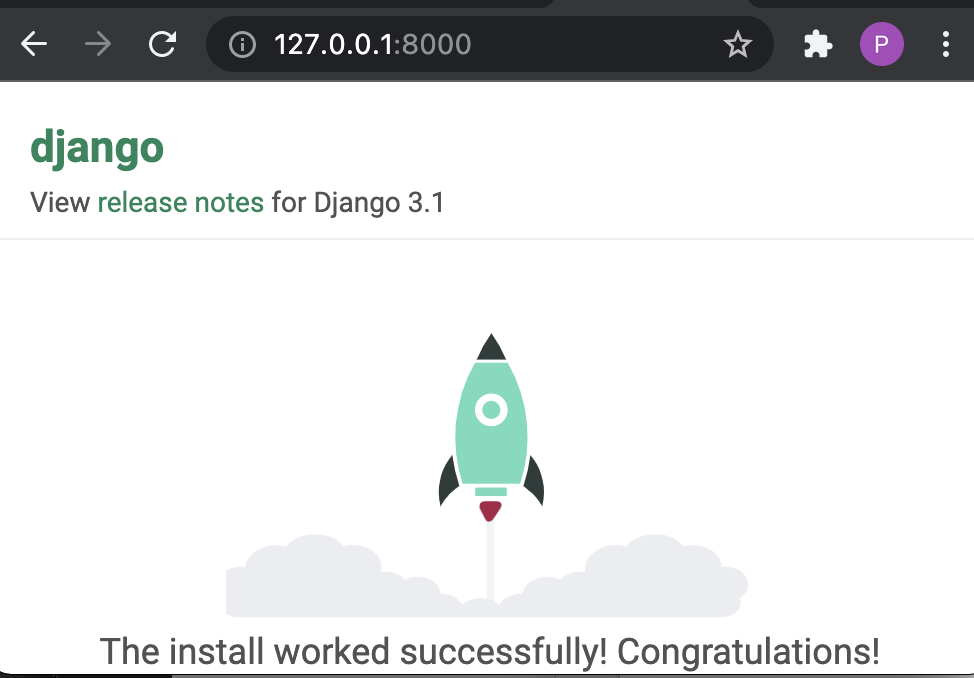 127.0.0.1:8000
P
django
View release notes for Django 3.1
The install worked successfully! Congratulations!